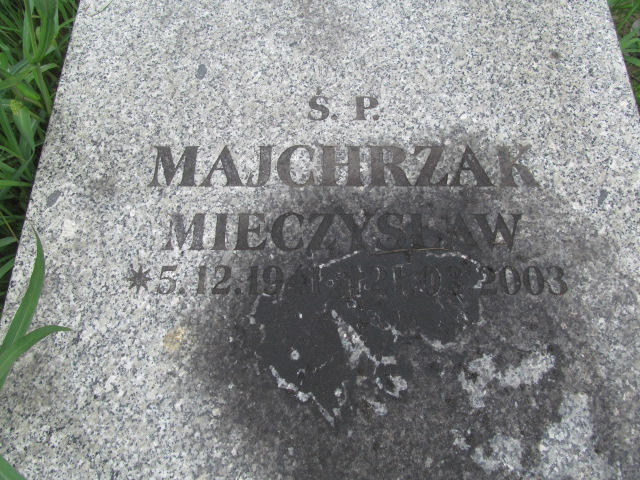 Ś. P.
MAJCHRZAK
MIECZYSŁAW
*5.12.19 2003